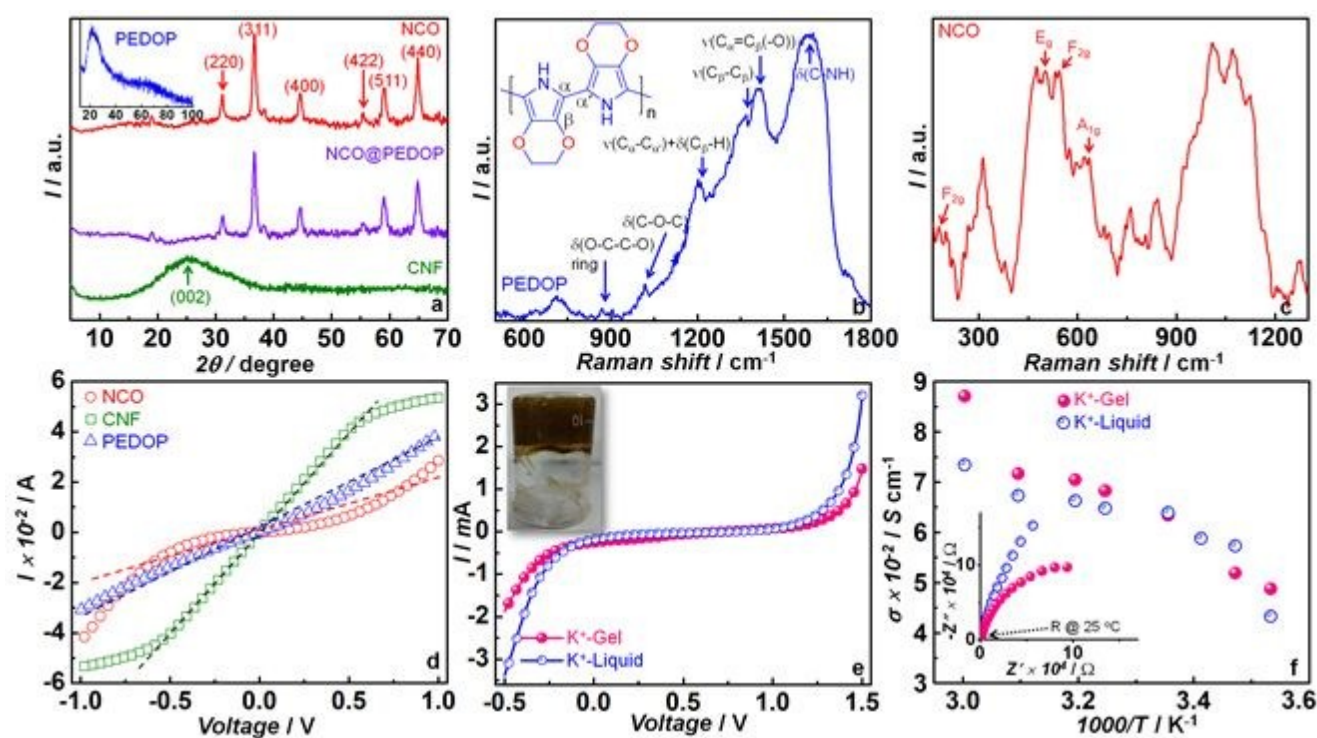 PEDOP
20 40 60 80 100
NCO
(220)
(311)
(400)
(422)
(511)
(440)
NCO@PEDOP
CNF
(002)
a
I / a.u.
5 10 20 30 40 50 60 70
2θ / degree
ν(Cα=Cβ(-O))
ν(Cβ-Cβ)
δ(C-NH)
H
N
α
α'
β
N
H
O
O
O
O
n
ν(Cα-Cα')+δ(Cβ-H)
δ(C-O-C)
δ(O-C-C-O)
ring
PEDOP
b
I / a.u.
600 900 1200 1500 1800
Raman shift / cm⁻¹
NCO
F2g
Eg
F2g
A1g
c
I / a.u.
300 600 900 1200
Raman shift / cm⁻¹
NCO
CNF
PEDOP
d
I × 10⁻² / A
6
4
2
0
-2
-4
-6
-1.0 -0.5 0.0 0.5 1.0
Voltage / V
K⁺-Gel
K⁺-Liquid
e
I / mA
3
2
1
0
-1
-2
-3
-0.5 0.0 0.5 1.0 1.5
Voltage / V
K⁺-Gel
K⁺-Liquid
-Z″ × 10⁴ / Ω
10
0
R @ 25 °C
0 10
Z′ × 10⁴ / Ω
f
σ × 10⁻² / S cm⁻¹
9
8
7
6
5
4
3
3.0 3.2 3.4 3.6
1000/T / K⁻¹